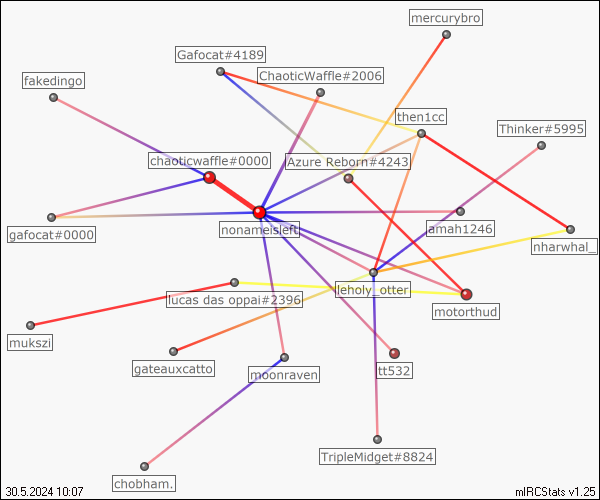 mercurybro
Gafocat#4189
ChaoticWaffle#2006
fakedingo
then1cc
Thinker#5995
chaoticwaffle#0000
Azure Reborn#4243
gafocat#0000
nonameisleft
amah1246
nharwhal_
leholy_otter
lucas das oppai#2396
motorthud
mukszi
gateauxcatto
moonraven
tt532
TripleMidget#8824
chobham.
30.5.2024 10:07
mIRCStats v1.25